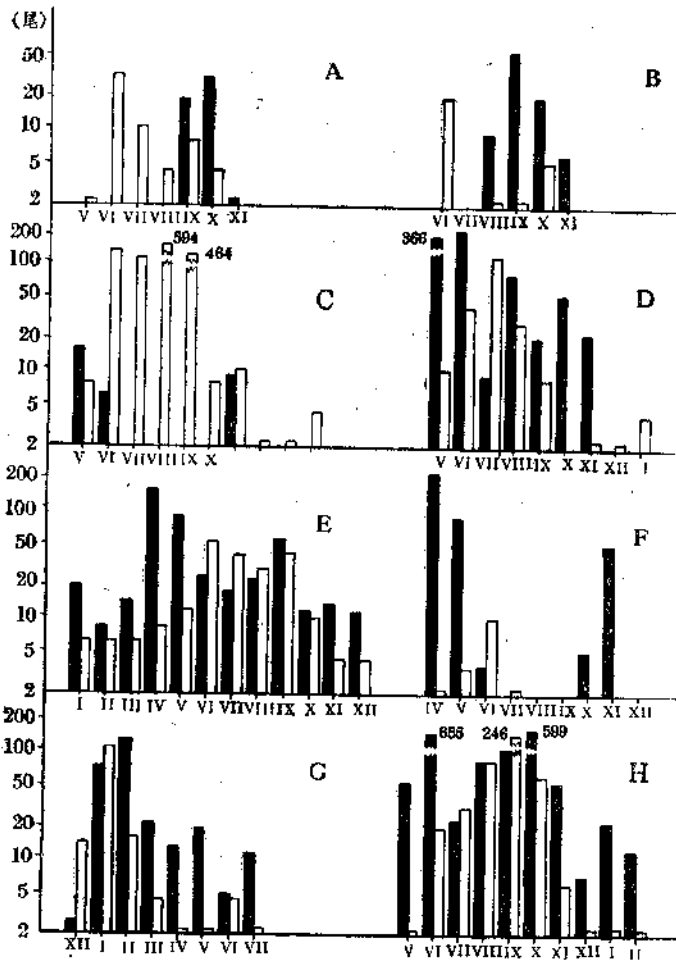 (尾)
50
20
10
5
2
A
B
V VI VII VIII IX X XI
VI VII VIII IX X XI
200
100
50
20
10
5
2
594
464
366
C
D
V VI VII VIII IX X
V VI VII VIII IX X XI XII I
200
100
50
20
10
5
2
E
F
I II III IV V VI VII VIII IX X XI XII
IV V VI VII VIII IX X XI XII
200
100
50
20
10
5
2
656
246
599
G
H
XII I II III IV V VI VII
V VI VII VIII IX X XI XII I II